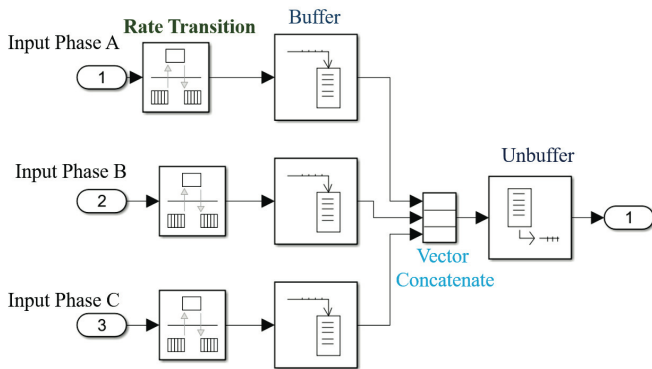 Rate Transition
Buffer
Input Phase A
1
Input Phase B
2
Unbuffer
1
Vector
Concatenate
Input Phase C
3